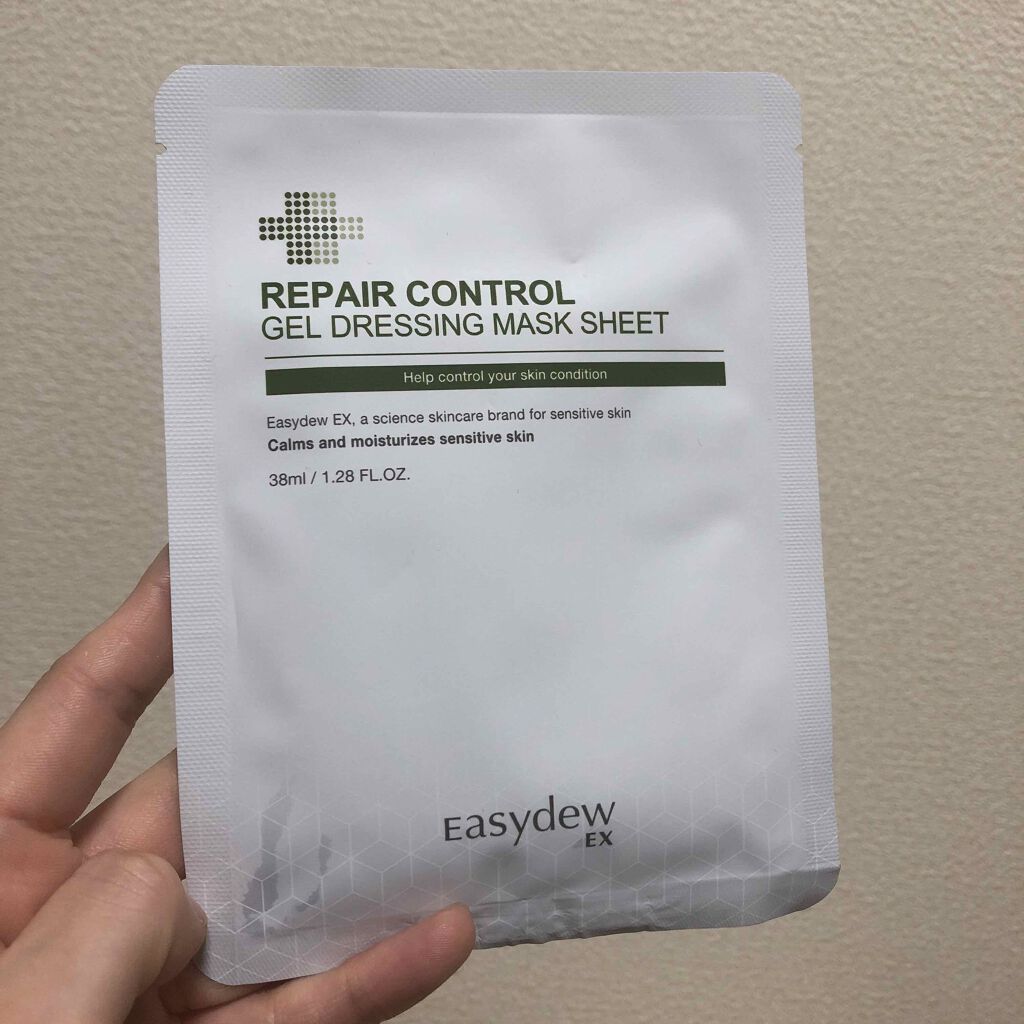 REPAIR CONTROL
GEL DRESSING MASK SHEET
Help control your skin condition
Easydew EX, a science skincare brand for sensitive skin
Calms and moisturizes sensitive skin
38ml / 1.28 FL.OZ.
Easydew
EX